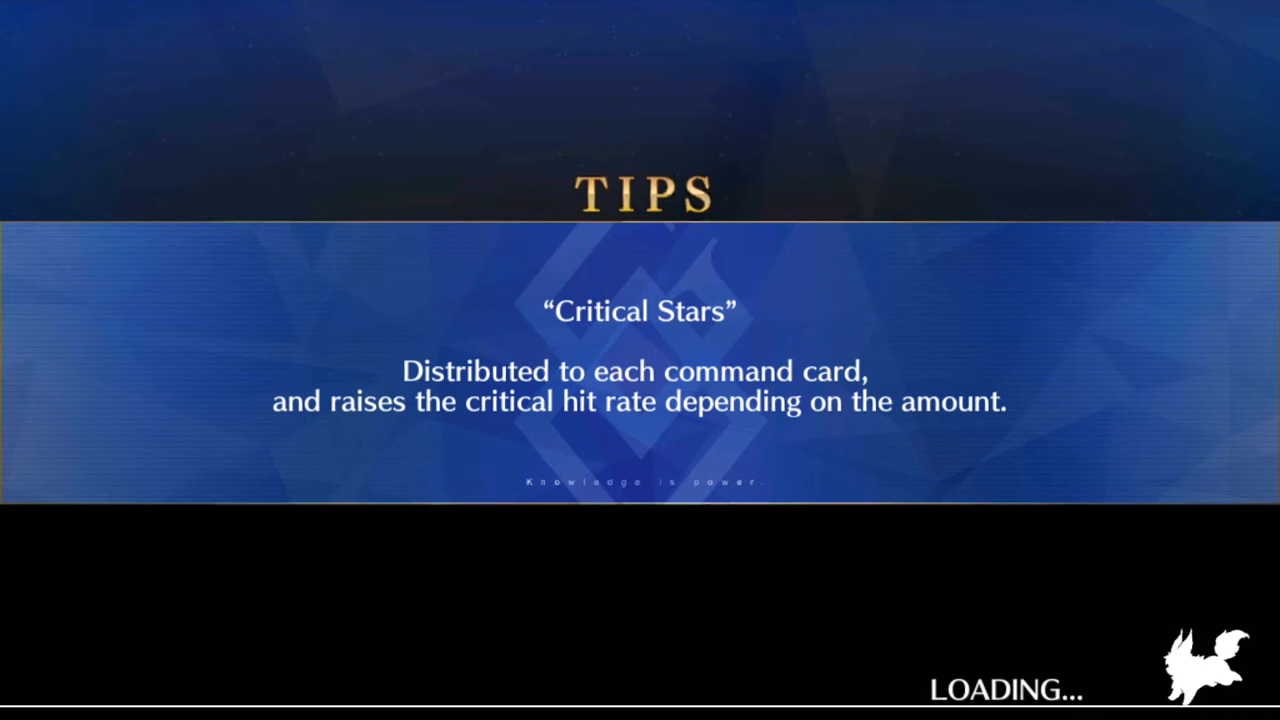 TIPS
“Critical Stars”
Distributed to each command card,
and raises the critical hit rate depending on the amount.
Knowledge is power.
LOADING...